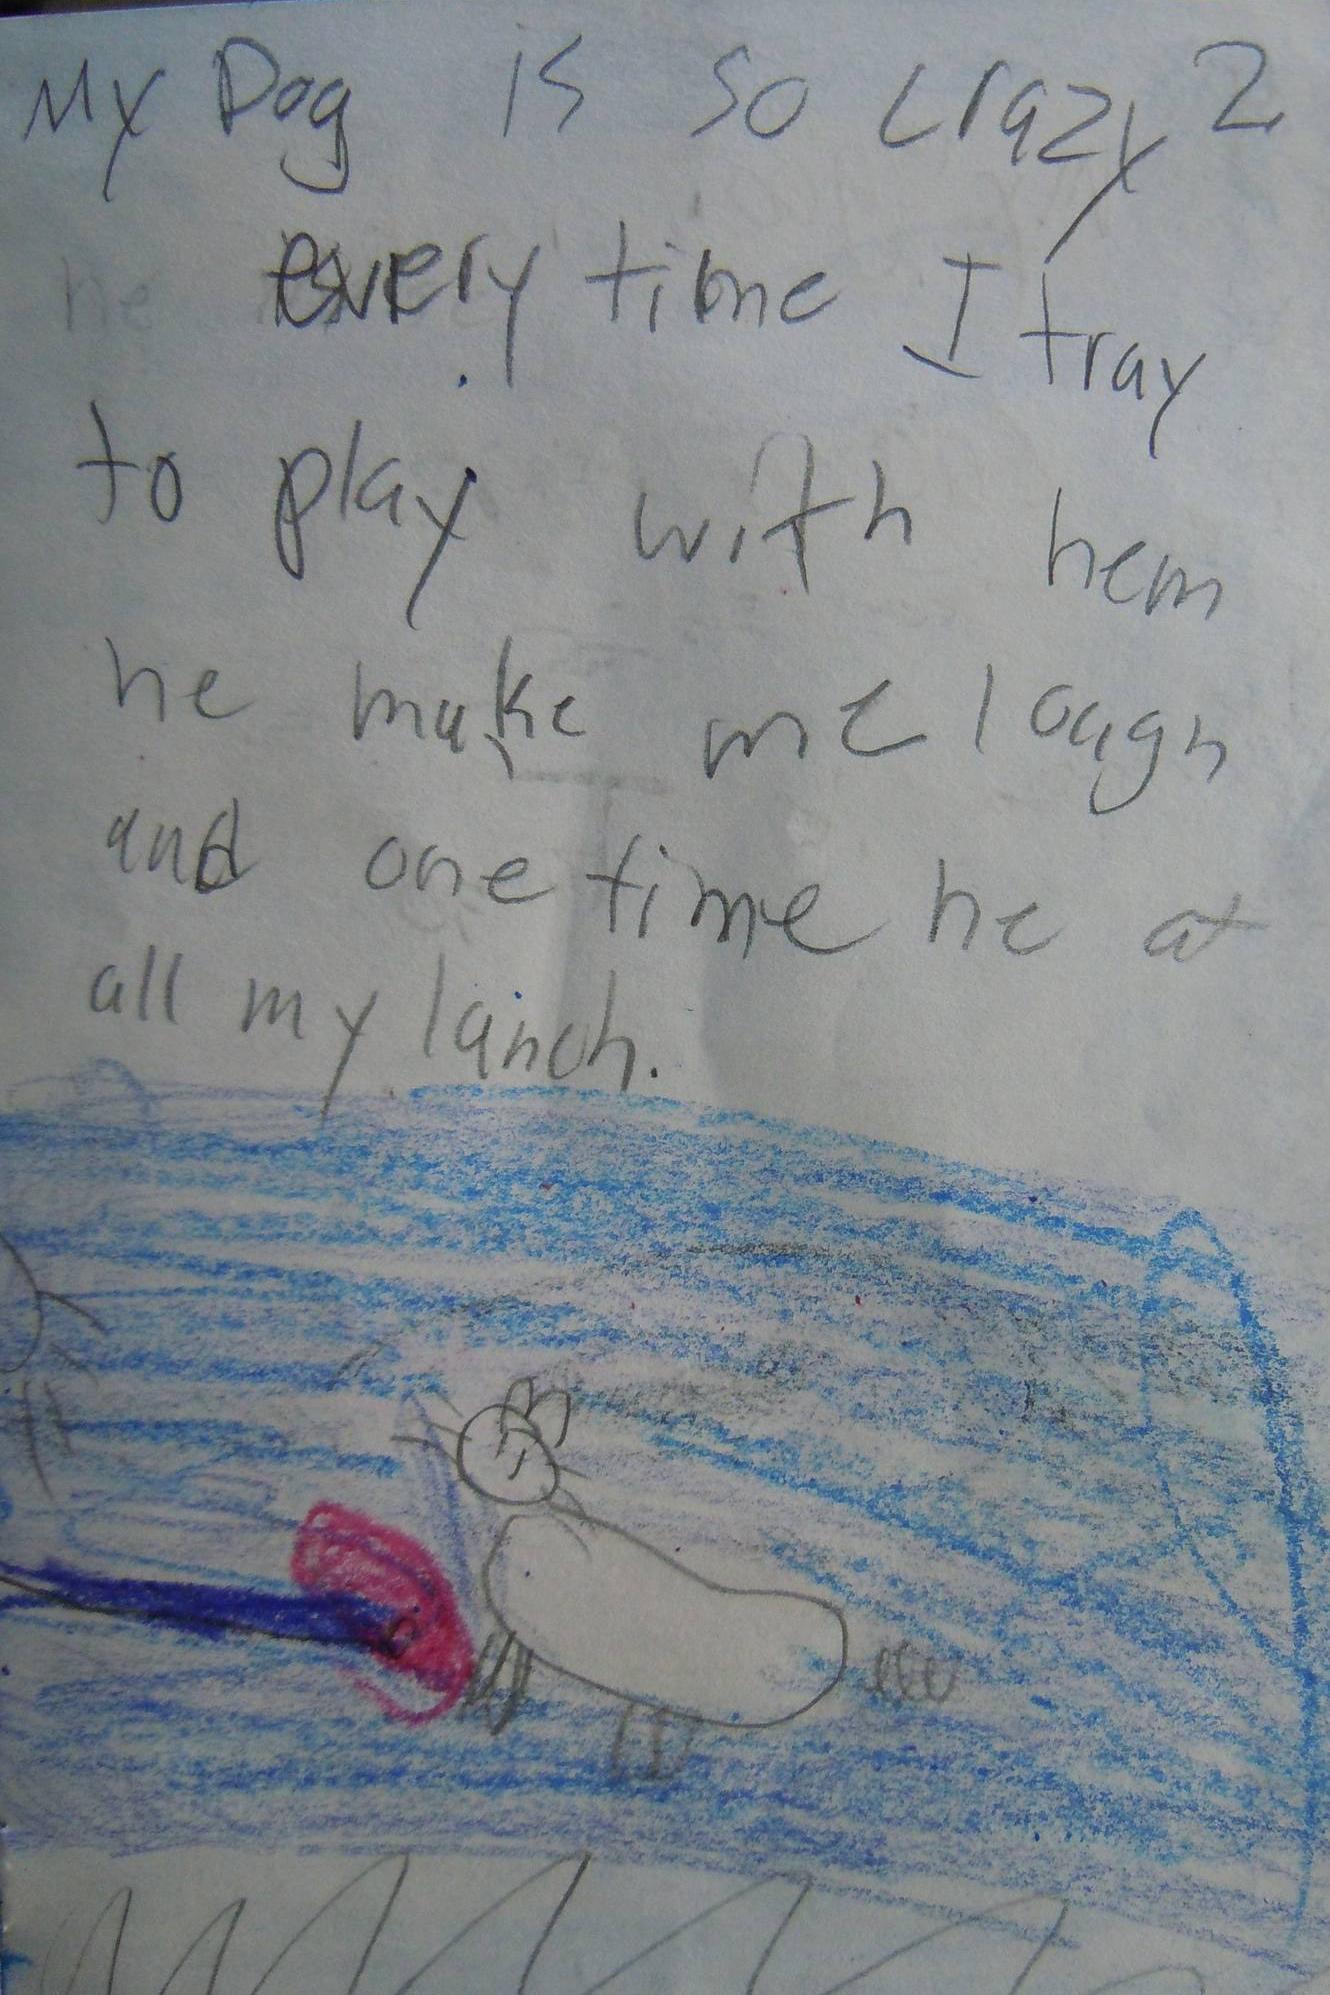 My Dog is so crazy 2
he every time I tray
to play with hem
he make me lough
and one time he at
all my lanch.